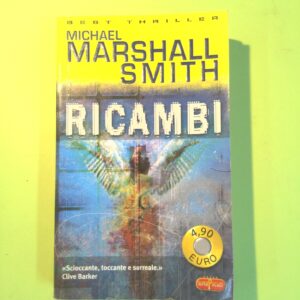 BEST THRILLER
MICHAEL
MARSHALL
SMITH
RICAMBI
4,90
EURO
«Scioccante, toccante e surreale.»
Clive Barker